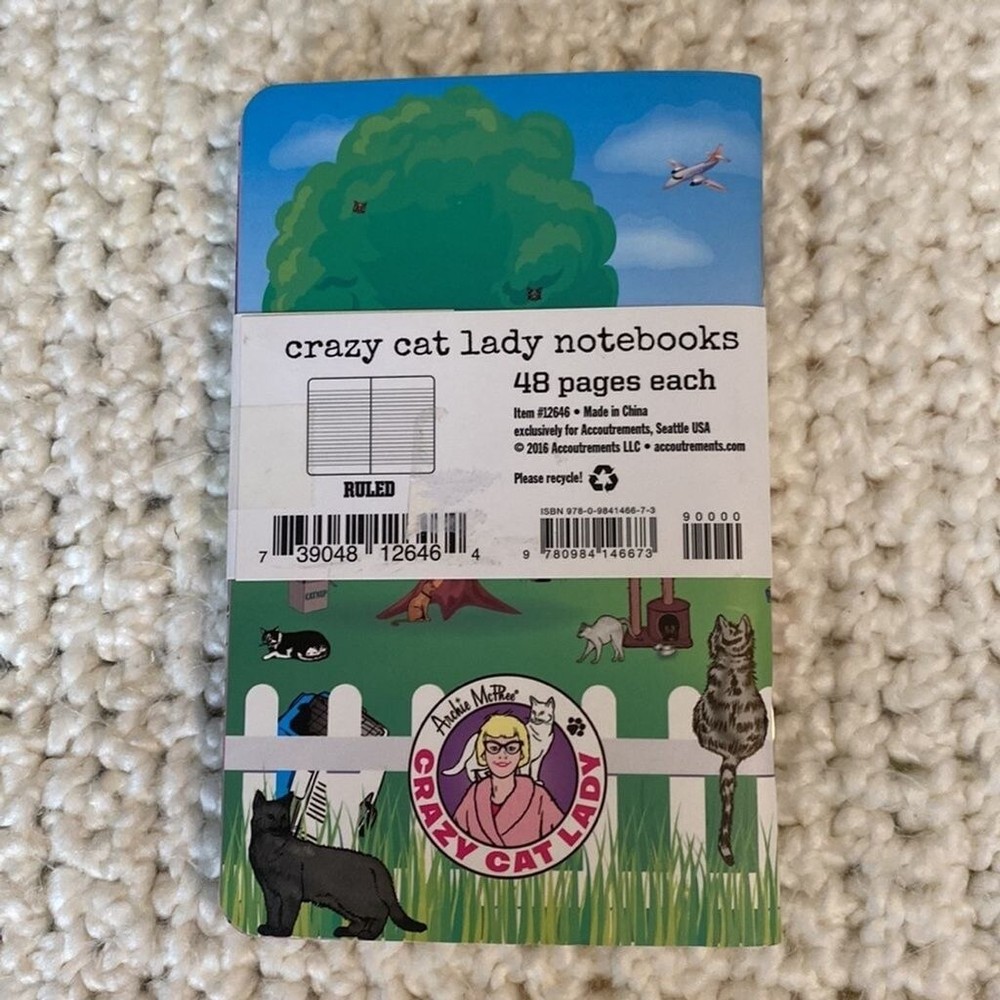 crazy cat lady notebooks
48 pages each
Item #12646 • Made in China
exclusively for Accoutrements, Seattle USA
© 2016 Accoutrements LLC • accoutrements.com
Please recycle!
RULED
ISBN 978-0-9841466-7-3
90000
7 39048 12646 4
9 780984 146673
CATNIP
Archie McPhee®
CRAZY CAT LADY